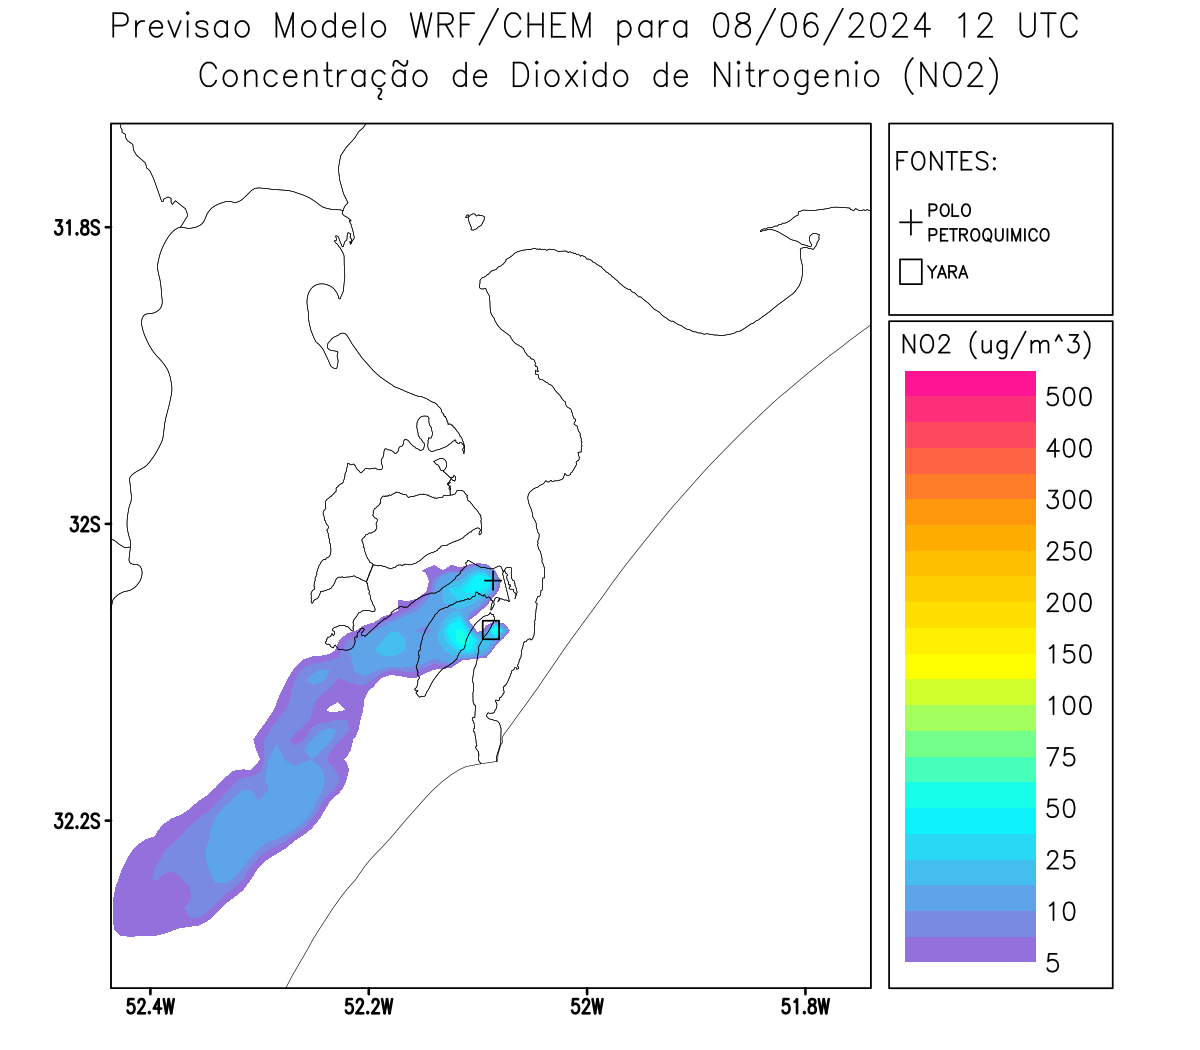 Previsao Modelo WRF/CHEM para 08/06/2024 12 UTC
Concentração de Dioxido de Nitrogenio (NO2)
FONTES:
POLO
PETROQUIMICO
YARA
31.8S
32S
32.2S
52.4W
52.2W
52W
51.8W
NO2 (ug/m^3)
500
400
300
250
200
150
100
75
50
25
10
5